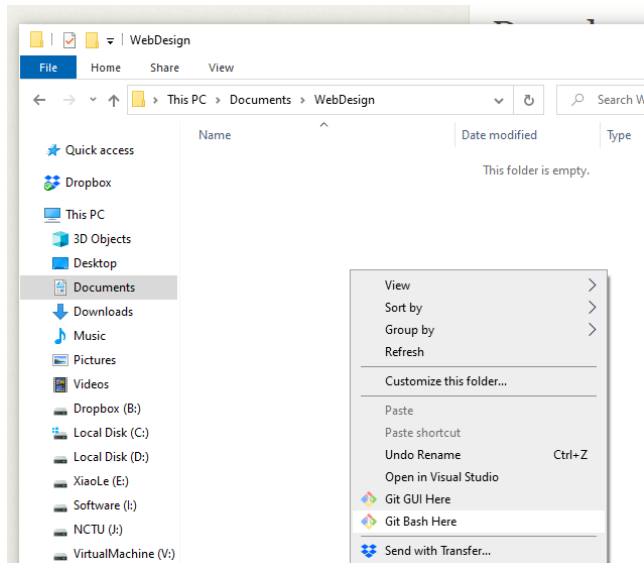 WebDesign
File Home Share View
This PC > Documents > WebDesign
Search W
Name Date modified Type
This folder is empty.
Quick access
Dropbox
This PC
3D Objects
Desktop
Documents
Downloads
Music
Pictures
Videos
Dropbox (B:)
Local Disk (C:)
Local Disk (D:)
XiaoLe (E:)
Software (I:)
NCTU (J:)
VirtualMachine (V:)
View
Sort by
Group by
Refresh
Customize this folder...
Paste
Paste shortcut
Undo Rename Ctrl+Z
Open in Visual Studio
Git GUI Here
Git Bash Here
Send with Transfer...